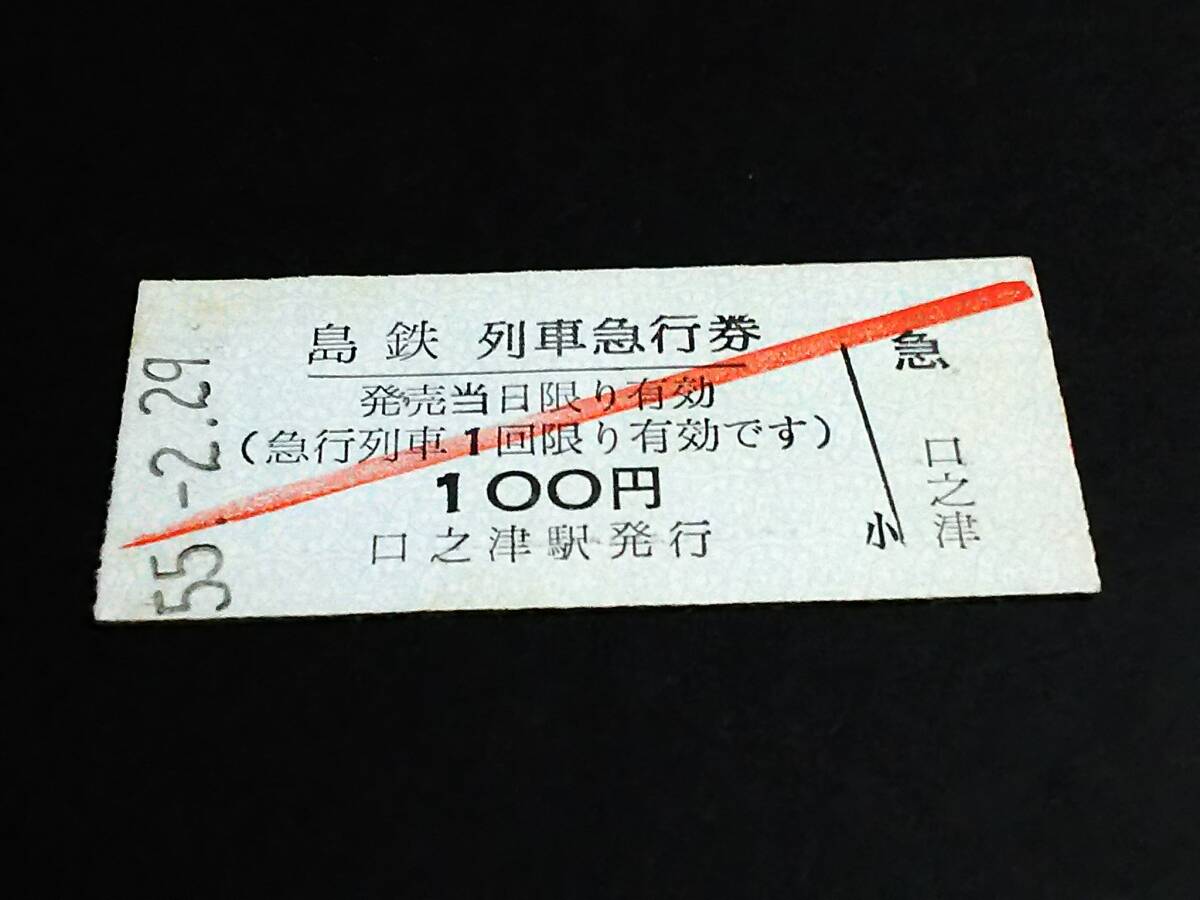 55.-2.29
島鉄 列車急行券
発売当日限り有効
(急行列車1回限り有効です)
100円
口之津駅発行
急
口之津
小